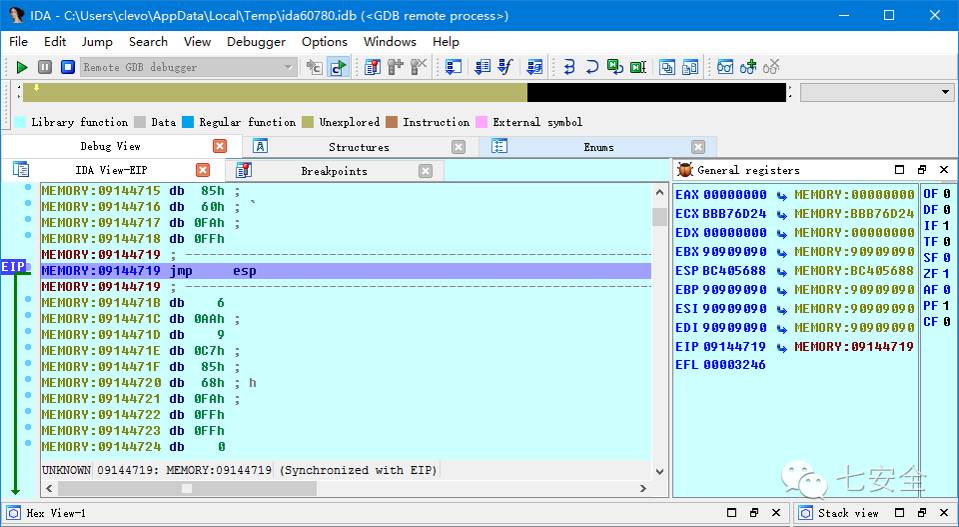 IDA - C:\Users\clevo\AppData\Local\Temp\ida60780.idb (<GDB remote process>)
File Edit Jump Search View Debugger Options Windows Help
Remote GDB debugger
Library function Data Regular function Unexplored Instruction External symbol
Debug View Structures Enums
IDA View-EIP Breakpoints
MEMORY:09144715 db 85h ;
MEMORY:09144716 db 60h ; `
MEMORY:09144717 db 0FAh ;
MEMORY:09144718 db 0FFh
MEMORY:09144719 ; ---------------------------------------------------------------------------
EIP MEMORY:09144719 jmp esp
MEMORY:09144719 ; ---------------------------------------------------------------------------
MEMORY:0914471B db 6
MEMORY:0914471C db 0AAh ;
MEMORY:0914471D db 9
MEMORY:0914471E db 0C7h ;
MEMORY:0914471F db 85h ;
MEMORY:09144720 db 68h ; h
MEMORY:09144721 db 0FAh ;
MEMORY:09144722 db 0FFh
MEMORY:09144723 db 0FFh
MEMORY:09144724 db 0
UNKNOWN 09144719: MEMORY:09144719 (Synchronized with EIP)
General registers
EAX 00000000 MEMORY:00000000
ECX BBB76D24 MEMORY:BBB76D24
EDX 00000000 MEMORY:00000000
EBX 90909090 MEMORY:90909090
ESP BC405688 MEMORY:BC405688
EBP 90909090 MEMORY:90909090
ESI 90909090 MEMORY:90909090
EDI 90909090 MEMORY:90909090
EIP 09144719 MEMORY:09144719
EFL 00003246
OF 0
DF 0
IF 1
TF 0
SF 0
ZF 1
AF 0
PF 1
CF 0
七安全
Hex View-1
Stack view